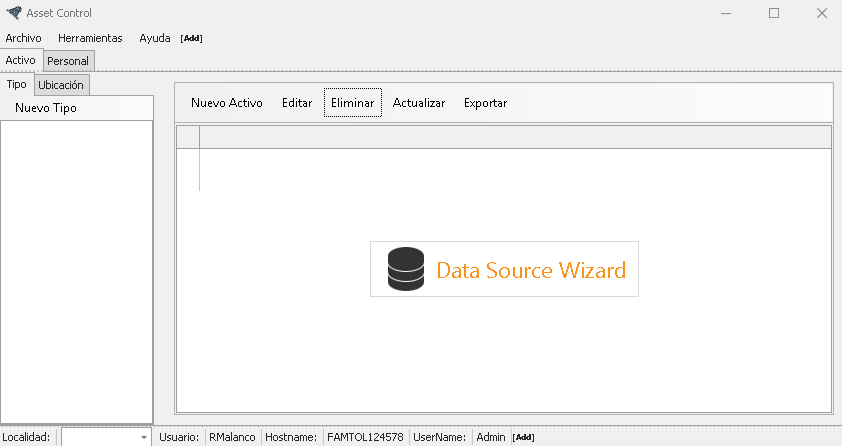 Asset Control
Archivo Herramientas Ayuda [Add]
Activo Personal
Tipo Ubicación
Nuevo Tipo
Nuevo Activo Editar Eliminar Actualizar Exportar
Data Source Wizard
Localidad: Usuario: RMalanco Hostname: FAMTOL124578 UserName: Admin [Add]